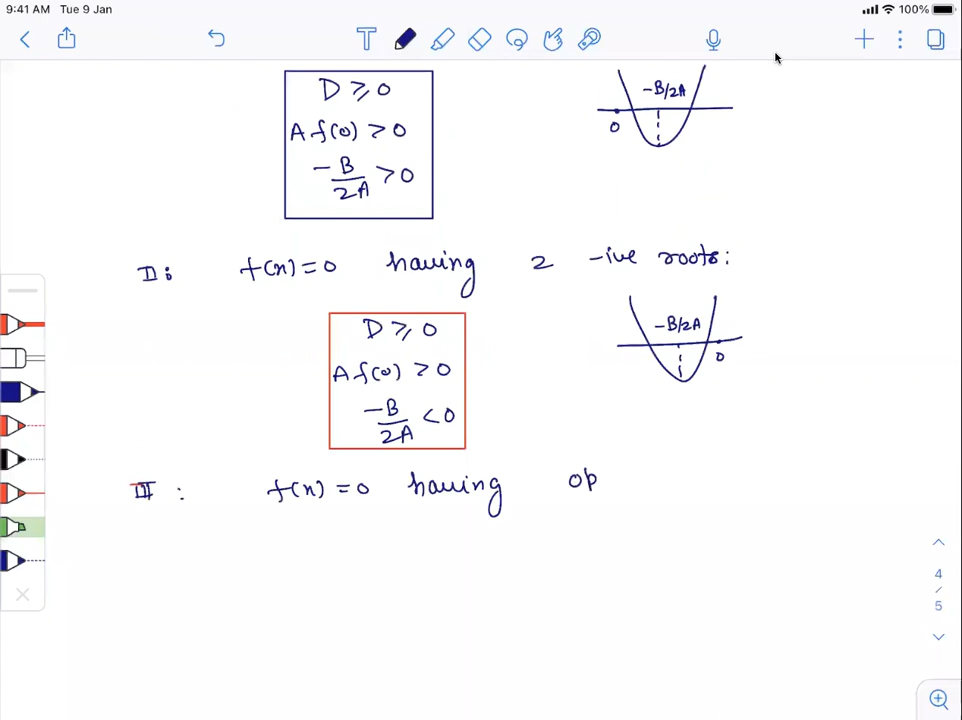 9:41 AM Tue 9 Jan 100%
D ⩾ 0
-B/2A
A f(0) > 0
0
-B/2A > 0
II: f(x)=0 having 2 -ive roots:
D ⩾ 0
-B/2A
A f(0) > 0
0
-B/2A < 0
III : f(x) = 0 having op
4
/
5